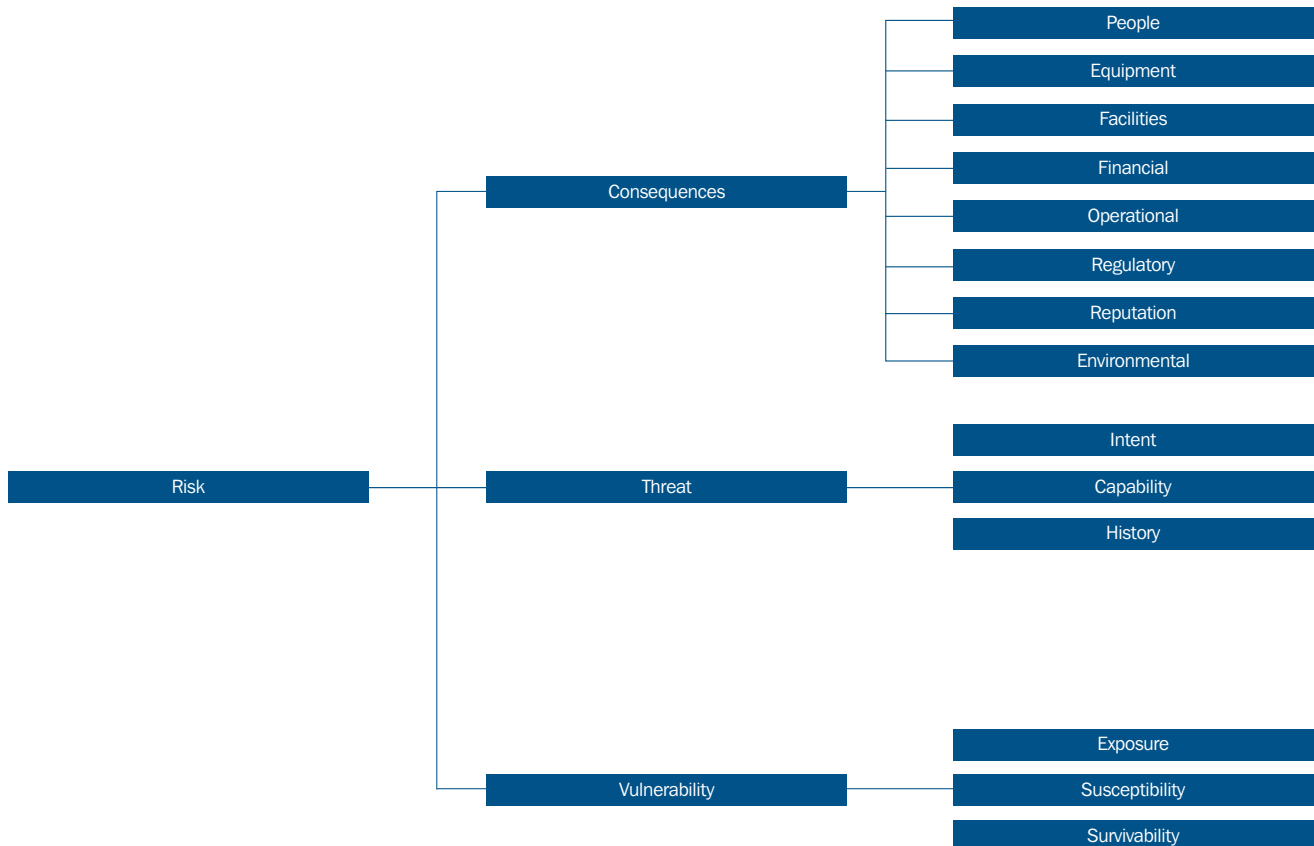 People
Equipment
Facilities
Financial
Consequences
Operational
Regulatory
Reputation
Environmental
Intent
Risk
Threat
Capability
History
Exposure
Vulnerability
Susceptibility
Survivability